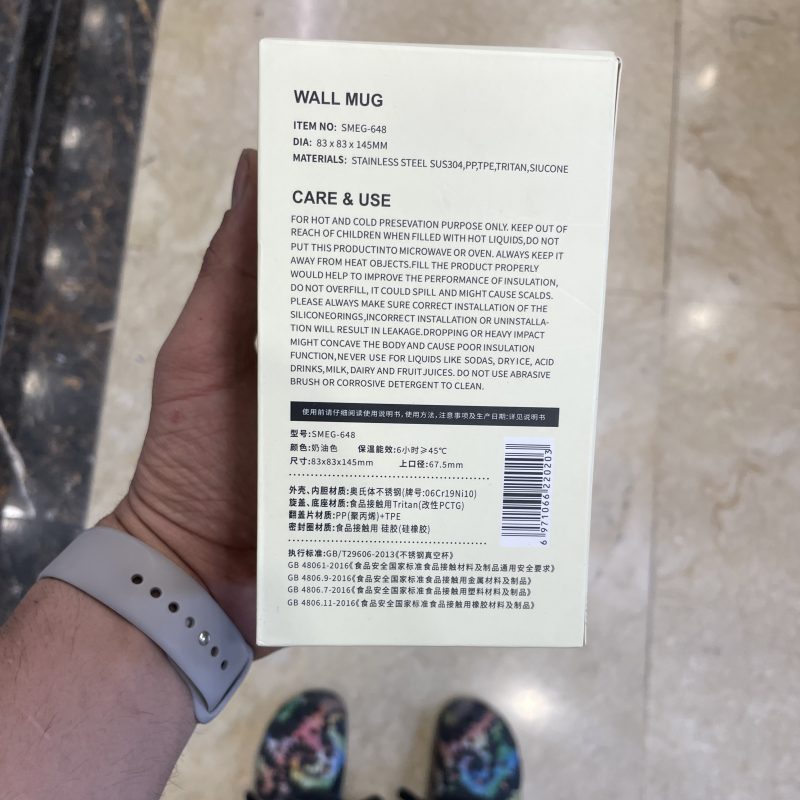 WALL MUG
ITEM NO: SMEG-648
DIA: 83 x 83 x 145MM
MATERIALS: STAINLESS STEEL SUS304,PP,TPE,TRITAN,SIUCONE
CARE & USE
FOR HOT AND COLD PRESEVATION PURPOSE ONLY. KEEP OUT OF
REACH OF CHILDREN WHEN FILLED WITH HOT LIQUIDS,DO NOT
PUT THIS PRODUCTINTO MICROWAVE OR OVEN. ALWAYS KEEP IT
AWAY FROM HEAT OBJECTS.FILL THE PRODUCT PROPERLY
WOULD HELP TO IMPROVE THE PERFORMANCE OF INSULATION,
DO NOT OVERFILL, IT COULD SPILL AND MIGHT CAUSE SCALDS.
PLEASE ALWAYS MAKE SURE CORRECT INSTALLATION OF THE
SILICONEORINGS,INCORRECT INSTALLATION OR UNINSTALLA-
TION WILL RESULT IN LEAKAGE.DROPPING OR HEAVY IMPACT
MIGHT CONCAVE THE BODY AND CAUSE POOR INSULATION
FUNCTION,NEVER USE FOR LIQUIDS LIKE SODAS, DRY ICE, ACID
DRINKS,MILK,DAIRY AND FRUIT JUICES. DO NOT USE ABRASIVE
BRUSH OR CORROSIVE DETERGENT TO CLEAN.
使用前请仔细阅读使用说明书，使用方法，注意事项及生产日期:详见说明书
型号:SMEG-648
颜色:奶油色 保温能效:6小时≥45℃
尺寸:83x83x145mm 上口径:67.5mm
外壳、内胆材质:奥氏体不锈钢(牌号:06Cr19Ni10)
旋盖、底座材质:食品接触用Tritan(改性PCTG)
翻盖片材质:PP(聚丙烯)+TPE
密封圈材质:食品接触用 硅胶(硅橡胶)
执行标准:GB/T29606-2013《不锈钢真空杯》
GB 48061-2016《食品安全国家标准食品接触材料及制品通用安全要求》
GB 4806.9-2016《食品安全国家标准食品接触用金属材料及制品》
GB 4806.7-2016《食品安全国家标准食品接触用塑料材料及制品》
GB 4806.11-2016《食品安全国家标准食品接触用橡胶材料及制品》
6 971066 220203